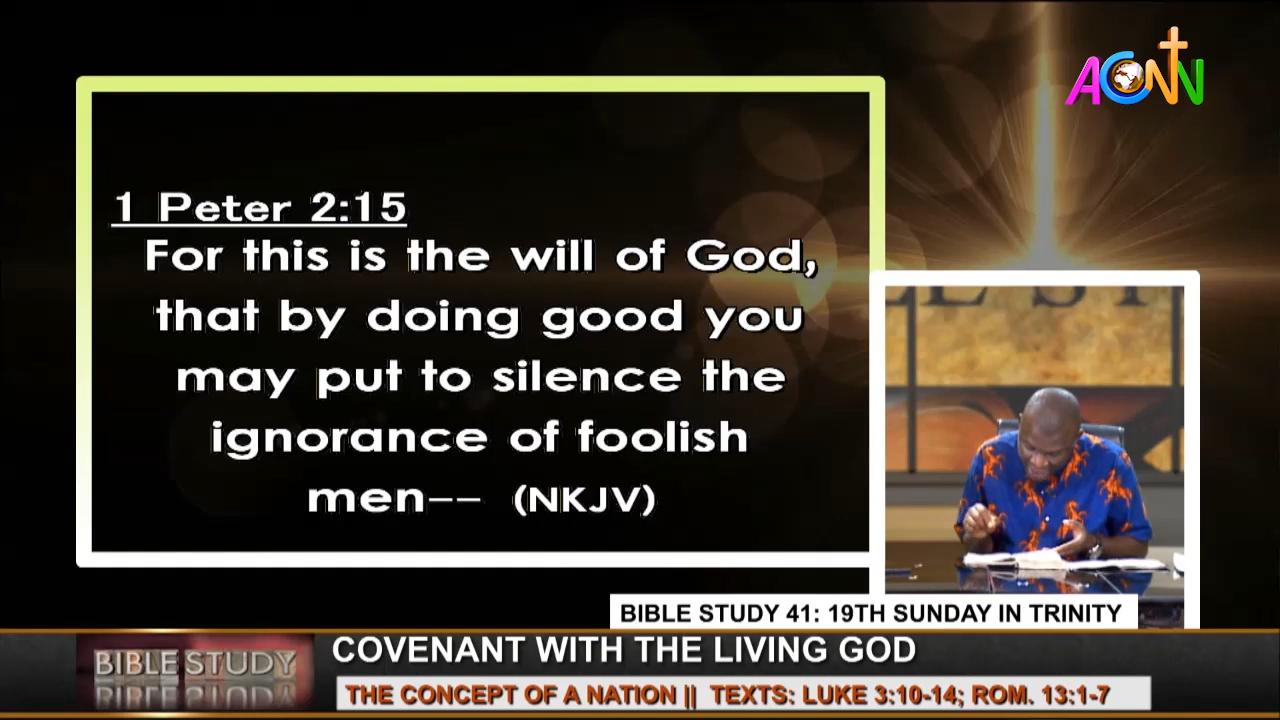 ACNN
1 Peter 2:15
For this is the will of God,
that by doing good you
may put to silence the
ignorance of foolish
men-- (NKJV)
LE ST
BIBLE STUDY 41: 19TH SUNDAY IN TRINITY
BIBLE STUDY
COVENANT WITH THE LIVING GOD
THE CONCEPT OF A NATION || TEXTS: LUKE 3:10-14; ROM. 13:1-7